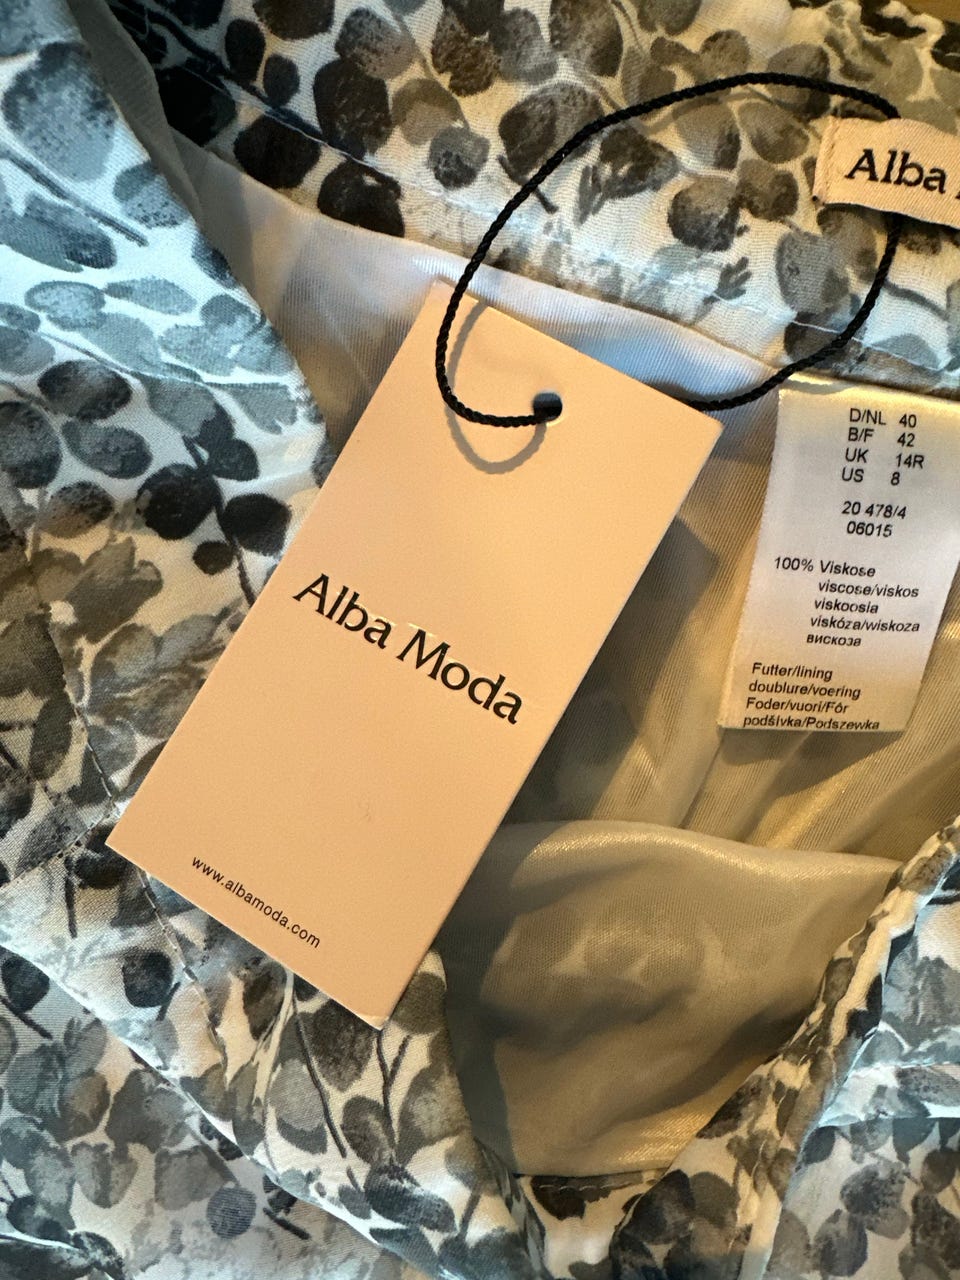 Alba
Alba Moda
www.albamoda.com
D/NL 40
B/F 42
UK 14R
US 8
20 478/4
06015
100% Viskose
viscose/viskos
viskoosia
viskóza/wiskoza
вискоза
Futter/lining
doublure/voering
Foder/vuori/Fór
podšívka/Podszewka